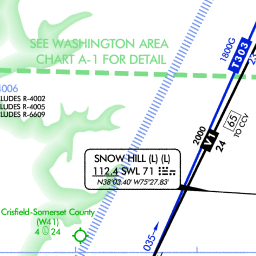 SEE WASHINGTON AREA
CHART A-1 FOR DETAIL
1800G
T303
4006
LUDES R-4002
LUDES R-4005
LUDES R-6609
65
TO CCV
2000
V1
24
SNOW HILL (L) (L)
112.4 SWL 71
N38°03.40' W75°27.83'
Crisfield-Somerset County
(W41)
4 24
035